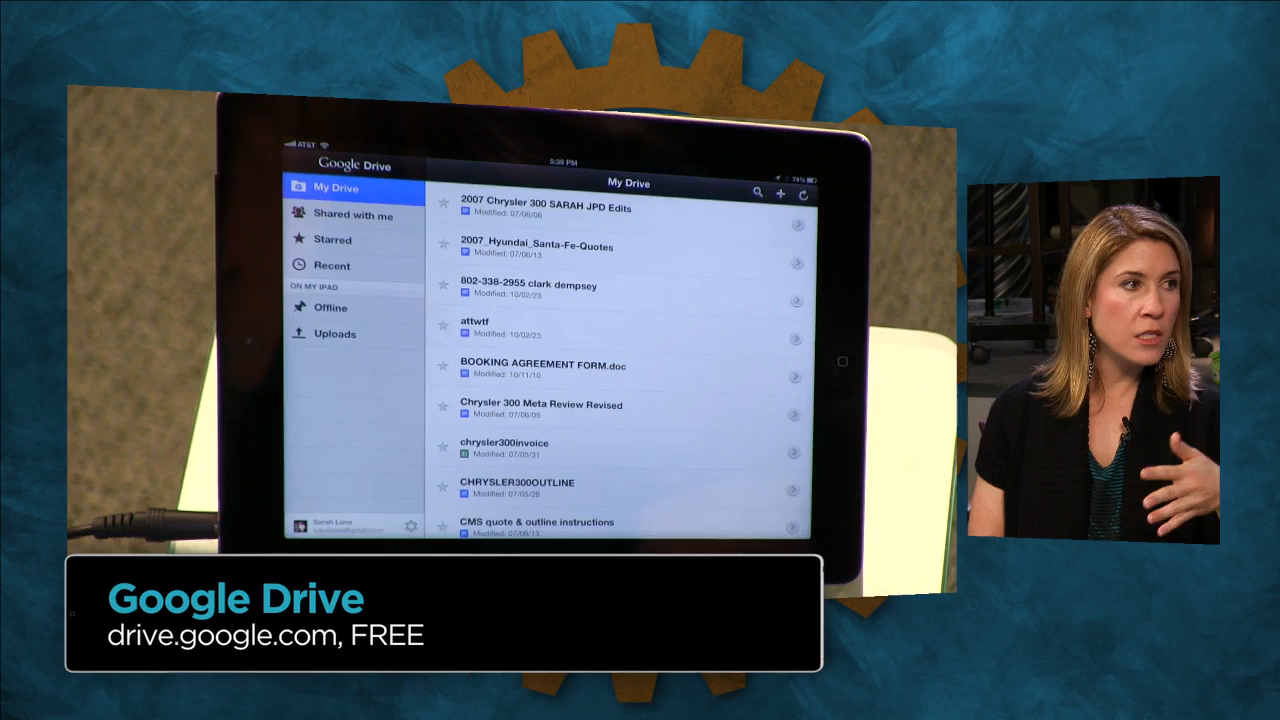 AT&T
5:39 PM
74%
Google Drive
My Drive
My Drive
Shared with me
Starred
Recent
ON MY IPAD
Offline
Uploads
Sarah Lane
2007 Chrysler 300 SARAH JPD Edits
Modified: 07/06/06
2007_Hyundai_Santa-Fe-Quotes
Modified: 07/06/13
802-338-2955 clark dempsey
Modified: 10/02/23
attwtf
Modified: 10/02/23
BOOKING AGREEMENT FORM.doc
Modified: 10/11/10
Chrysler 300 Meta Review Revised
Modified: 07/06/05
chrysler300invoice
Modified: 07/05/31
CHRYSLER300OUTLINE
Modified: 07/05/28
CMS quote & outline instructions
Modified: 07/06/13
Google Drive
drive.google.com, FREE